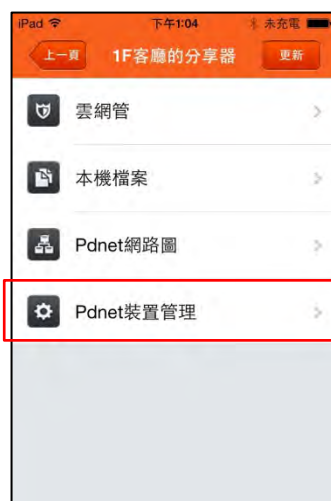 iPad 下午1:04 未充電
上一頁 1F客廳的分享器 更新
雲網管
本機檔案
Pdnet網路圖
Pdnet裝置管理